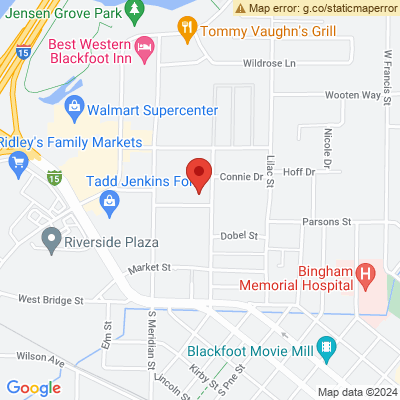 Map error: g.co/staticmaperror
Jensen Grove Park
Tommy Vaughn's Grill
15
Best Western
Blackfoot Inn
Wildrose Ln
W Francis St
Wooten Way
Walmart Supercenter
Nicole Dr
Ridley's Family Markets
Lilac St
Connie Dr
Hoff Dr
15
Tadd Jenkins For
Parsons St
Riverside Plaza
Dobel St
Market St
Bingham
Memorial Hospital
H
West Bridge St
S Meridian St
Elm St
Blackfoot Movie Mill
Wilson Ave
Kirby St
S Pne St
Lincoln St
Google
Map data ©2024